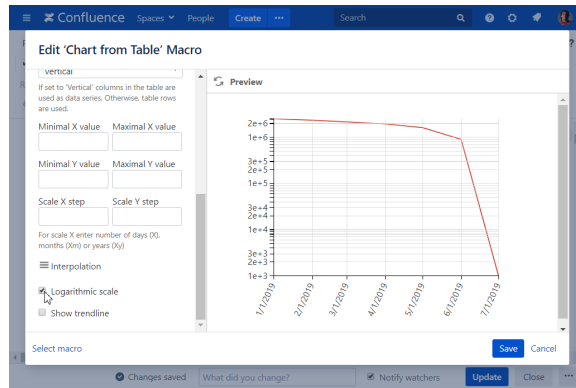 Confluence Spaces People Create ··· Search
Edit 'Chart from Table' Macro
Vertical
If set to 'Vertical' columns in the table are
used as data series. Otherwise, table rows
are used.
Minimal X value Maximal X value
Minimal Y value Maximal Y value
Scale X step Scale Y step
For scale X enter number of days (X),
months (Xm) or years (Xy)
Interpolation
Logarithmic scale
Show trendline
Preview
2e+6
1e+6
3e+5
2e+5
1e+5
3e+4
2e+4
1e+4
3e+3
2e+3
1e+3
1/1/2019 2/1/2019 3/1/2019 4/1/2019 5/1/2019 6/1/2019 7/1/2019
Select macro Save Cancel
Changes saved What did you change? Notify watchers Update Close ···